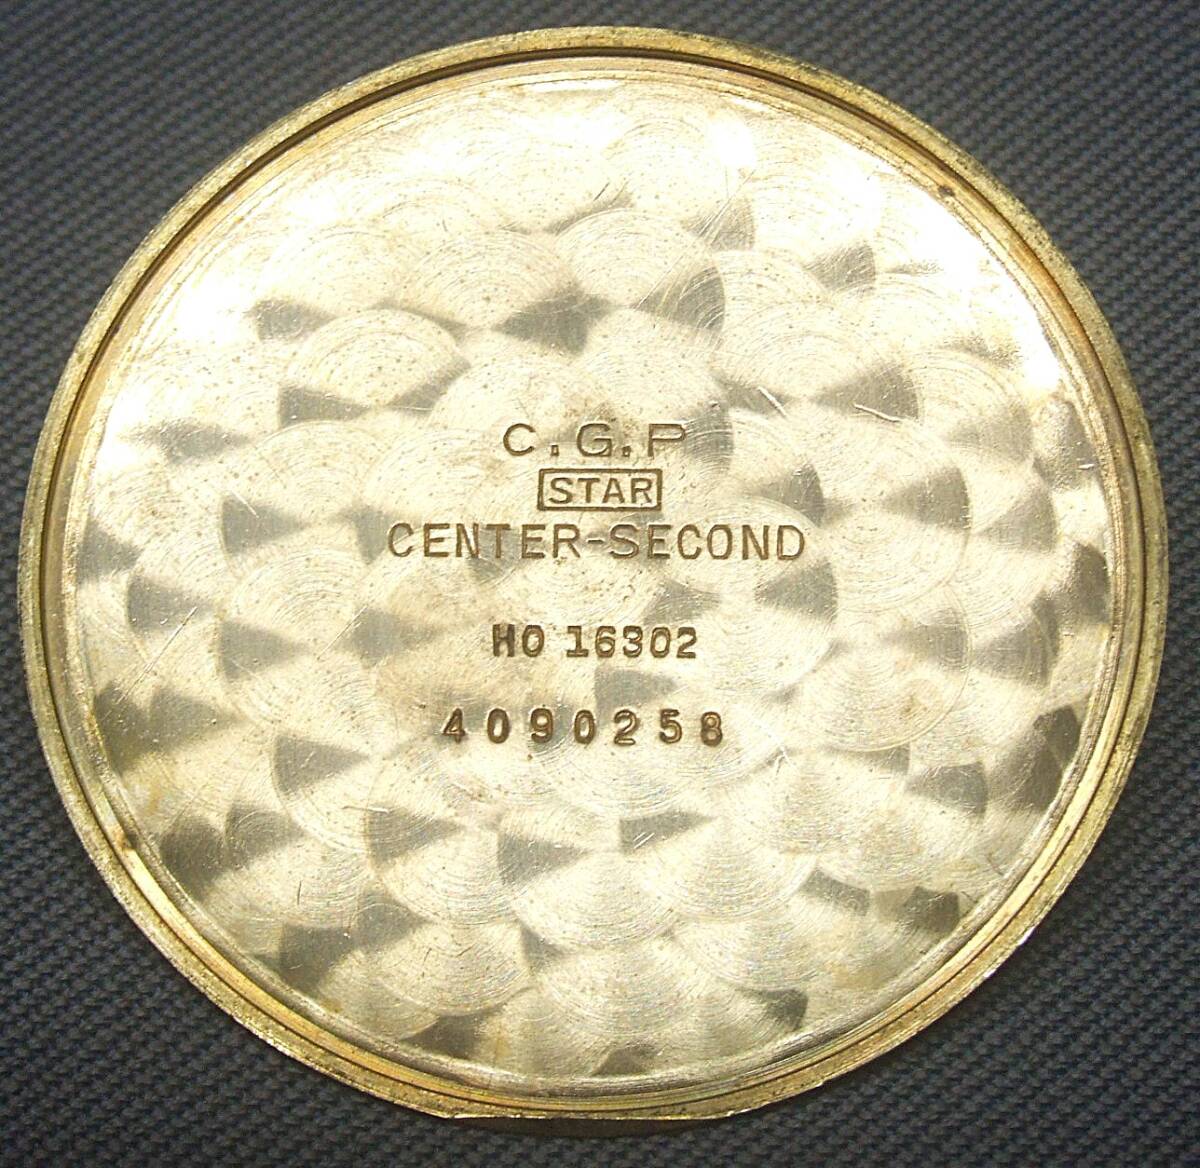 C.G.P
STAR
CENTER-SECOND
HO 16302
4090258